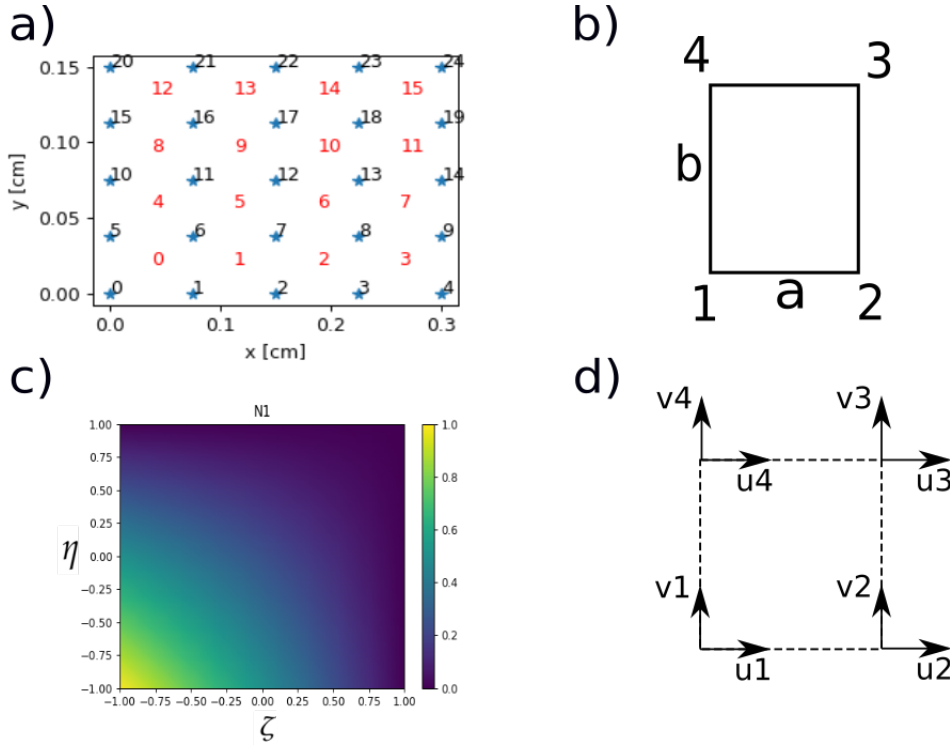 a)
0.15
0.10
0.05
0.00
y [cm]
20 21 22 23 24
12 13 14 15
15 16 17 18 19
8 9 10 11
10 11 12 13 14
4 5 6 7
5 6 7 8 9
0 1 2 3
0 1 2 3 4
0.0 0.1 0.2 0.3
x [cm]
b)
4 3
b
1 a 2
c)
N1
1.00
0.75
0.50
0.25
0.00
−0.25
−0.50
−0.75
−1.00
η
−1.00 −0.75 −0.50 −0.25 0.00 0.25 0.50 0.75 1.00
ζ
1.0
0.8
0.6
0.4
0.2
0.0
d)
v4 v3
u4 u3
v1 v2
u1 u2